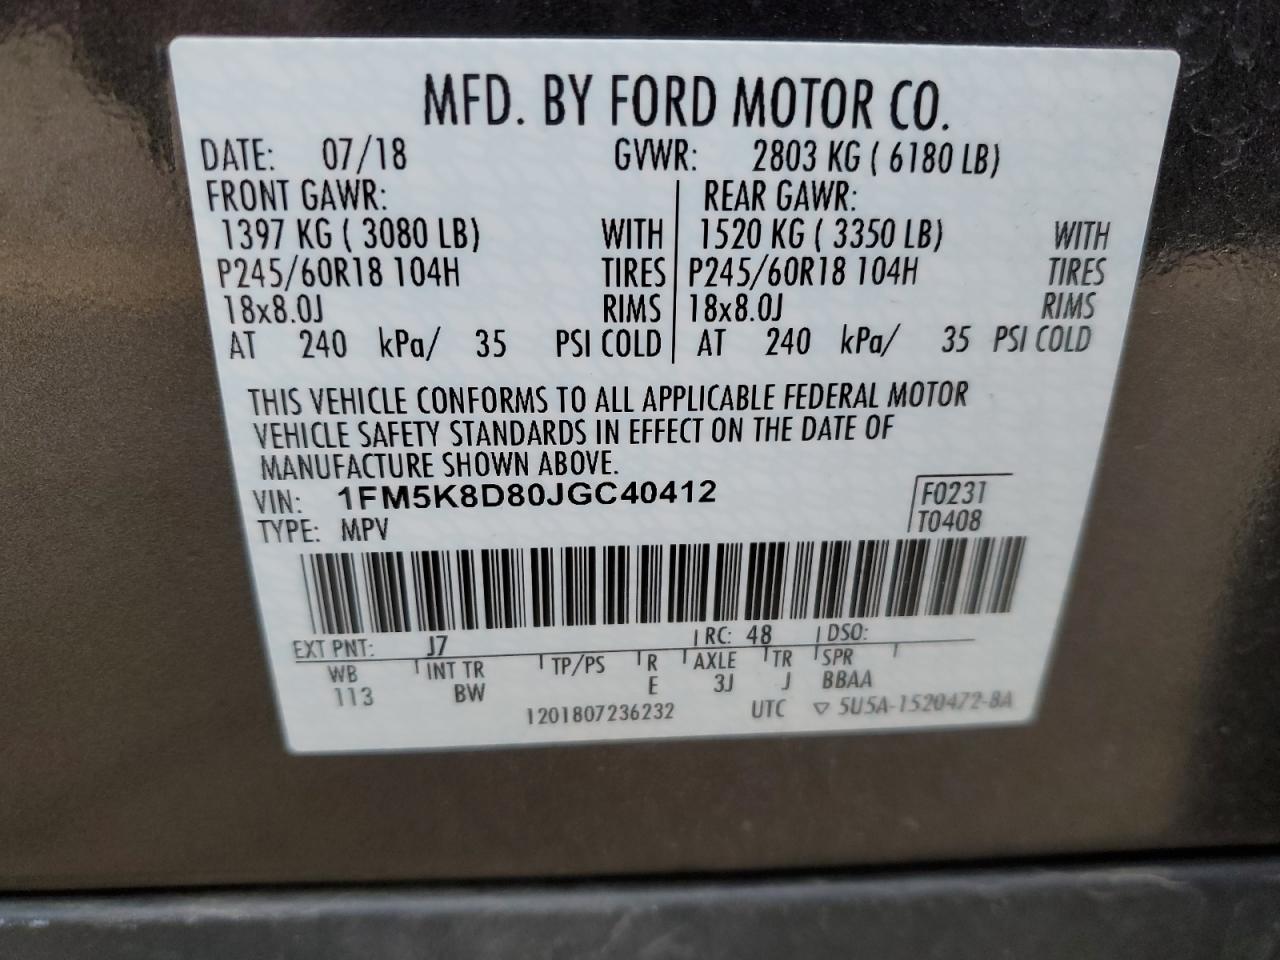 MFD. BY FORD MOTOR CO.
DATE: 07/18 GVWR: 2803 KG ( 6180 LB)
FRONT GAWR: REAR GAWR:
1397 KG ( 3080 LB) WITH 1520 KG ( 3350 LB) WITH
P245/60R18 104H TIRES P245/60R18 104H TIRES
18x8.0J RIMS 18x8.0J RIMS
AT 240 kPa/ 35 PSI COLD AT 240 kPa/ 35 PSI COLD
THIS VEHICLE CONFORMS TO ALL APPLICABLE FEDERAL MOTOR
VEHICLE SAFETY STANDARDS IN EFFECT ON THE DATE OF
MANUFACTURE SHOWN ABOVE.
VIN: 1FM5K8D80JGC40412 F0231
TYPE: MPV T0408
EXT PNT: J7 RC: 48 DSO:
WB INT TR TP/PS R AXLE TR SPR
113 BW E 3J J BBAA
1201807236232 UTC ▽ 5U5A-1520472-BA